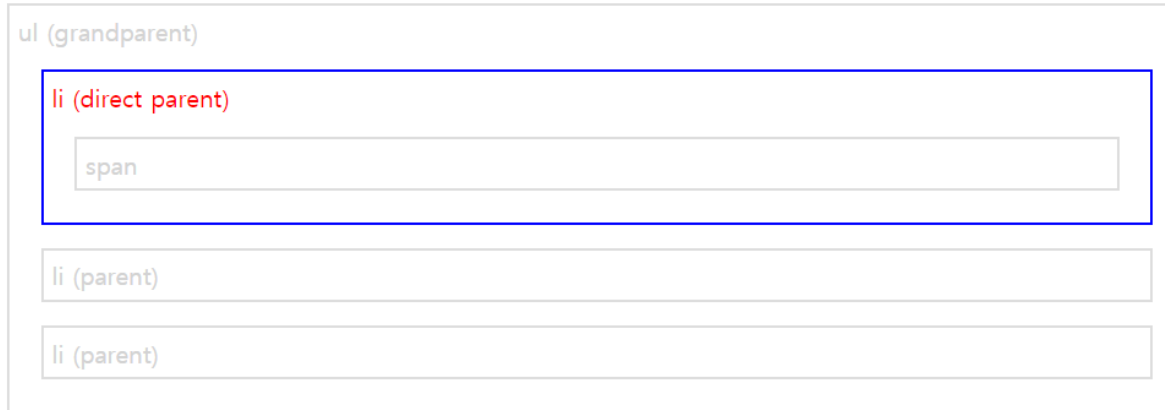 ul (grandparent)
li (direct parent)
span
li (parent)
li (parent)